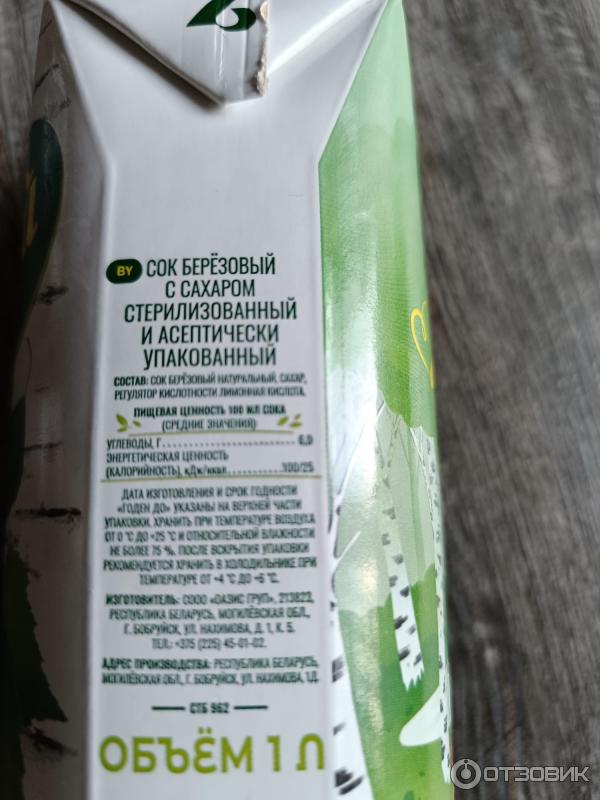 BY СОК БЕРЁЗОВЫЙ
С САХАРОМ
СТЕРИЛИЗОВАННЫЙ
И АСЕПТИЧЕСКИ
УПАКОВАННЫЙ
СОСТАВ: СОК БЕРЁЗОВЫЙ НАТУРАЛЬНЫЙ, САХАР,
РЕГУЛЯТОР КИСЛОТНОСТИ ЛИМОННАЯ КИСЛОТА.
ПИЩЕВАЯ ЦЕННОСТЬ 100 МЛ СОКА
(СРЕДНИЕ ЗНАЧЕНИЯ)
УГЛЕВОДЫ, Г 6,0
ЭНЕРГЕТИЧЕСКАЯ ЦЕННОСТЬ
(КАЛОРИЙНОСТЬ), кДж/ккал 100/25
ДАТА ИЗГОТОВЛЕНИЯ И СРОК ГОДНОСТИ
«ГОДЕН ДО» УКАЗАНЫ НА ВЕРХНЕЙ ЧАСТИ
УПАКОВКИ. ХРАНИТЬ ПРИ ТЕМПЕРАТУРЕ ВОЗДУХА
ОТ 0 °С ДО +25 °С И ОТНОСИТЕЛЬНОЙ ВЛАЖНОСТИ
НЕ БОЛЕЕ 75 %. ПОСЛЕ ВСКРЫТИЯ УПАКОВКИ
РЕКОМЕНДУЕТСЯ ХРАНИТЬ В ХОЛОДИЛЬНИКЕ ПРИ
ТЕМПЕРАТУРЕ ОТ +4 °С ДО +6 °С.
ИЗГОТОВИТЕЛЬ: СООО «ОАЗИС ГРУП», 213823,
РЕСПУБЛИКА БЕЛАРУСЬ, МОГИЛЁВСКАЯ ОБЛ.,
Г. БОБРУЙСК, УЛ. НАХИМОВА, Д. 1, К. 5.
ТЕЛ.: +375 (225) 45-01-02.
АДРЕС ПРОИЗВОДСТВА: РЕСПУБЛИКА БЕЛАРУСЬ,
МОГИЛЁВСКАЯ ОБЛ., Г. БОБРУЙСК, УЛ. НАХИМОВА, 1Д.
СТБ 962
ОБЪЁМ 1 Л
ОТЗОВИК